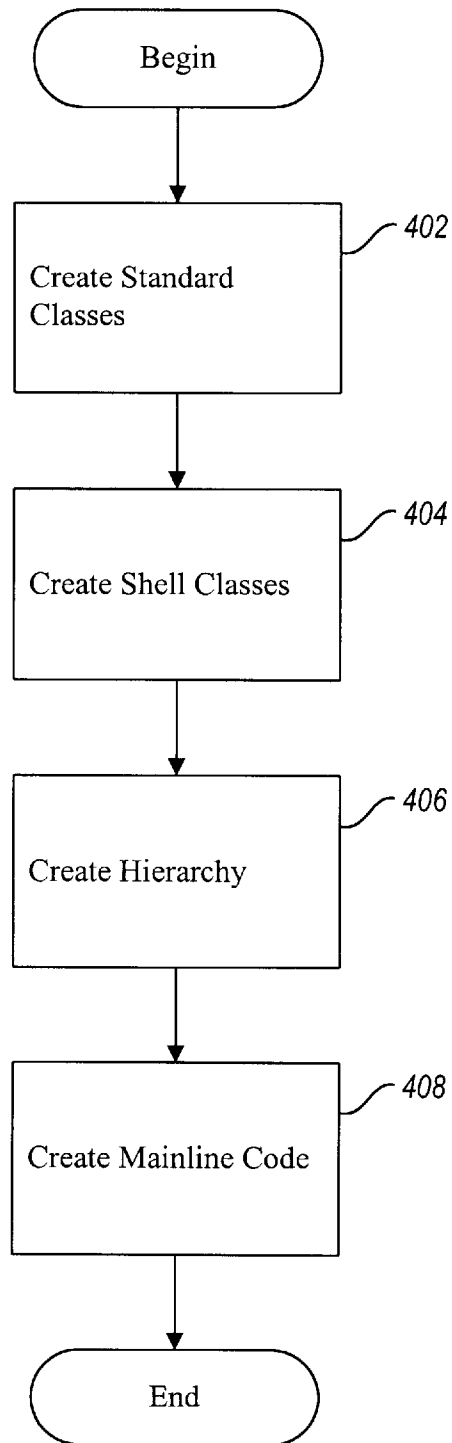 Begin
402
Create Standard
Classes
404
Create Shell Classes
406
Create Hierarchy
408
Create Mainline Code
End